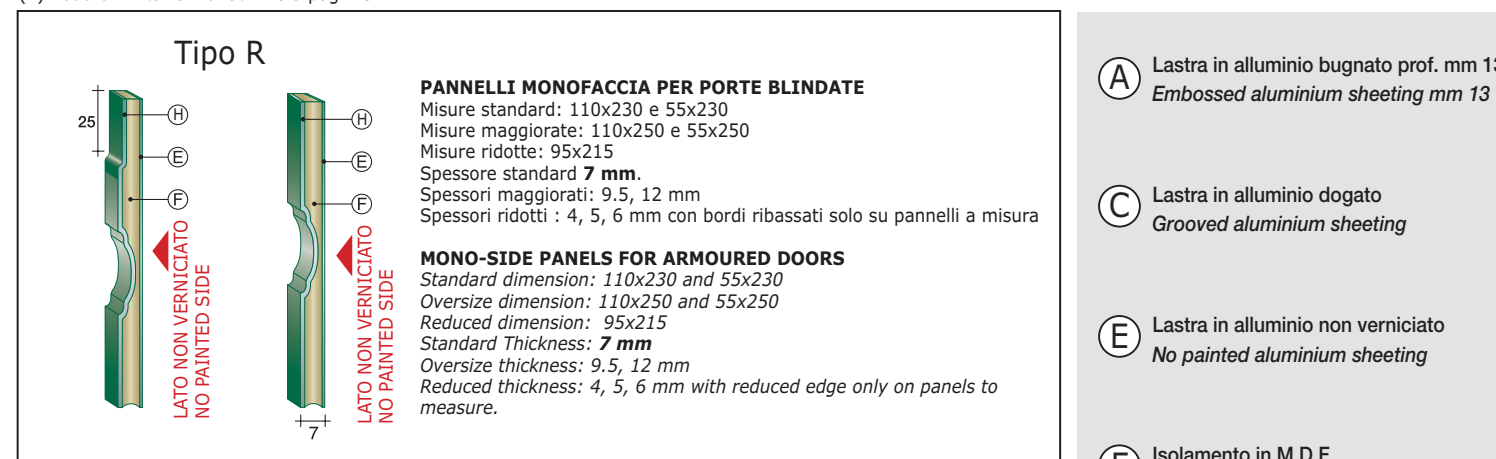 Tipo R
25
H
E
F
LATO NON VERNICIATO
NO PAINTED SIDE
H
E
F
LATO NON VERNICIATO
NO PAINTED SIDE
7
PANNELLI MONOFACCIA PER PORTE BLINDATE
Misure standard: 110x230 e 55x230
Misure maggiorate: 110x250 e 55x250
Misure ridotte: 95x215
Spessore standard 7 mm.
Spessori maggiorati: 9.5, 12 mm
Spessori ridotti : 4, 5, 6 mm con bordi ribassati solo su pannelli a misura
MONO-SIDE PANELS FOR ARMOURED DOORS
Standard dimension: 110x230 and 55x230
Oversize dimension: 110x250 and 55x250
Reduced dimension: 95x215
Standard Thickness: 7 mm
Oversize thickness: 9.5, 12 mm
Reduced thickness: 4, 5, 6 mm with reduced edge only on panels to
measure.
A
Lastra in alluminio bugnato prof. mm 13
Embossed aluminium sheeting mm 13
C
Lastra in alluminio dogato
Grooved aluminium sheeting
E
Lastra in alluminio non verniciato
No painted aluminium sheeting
Isolamento in M.D.F.